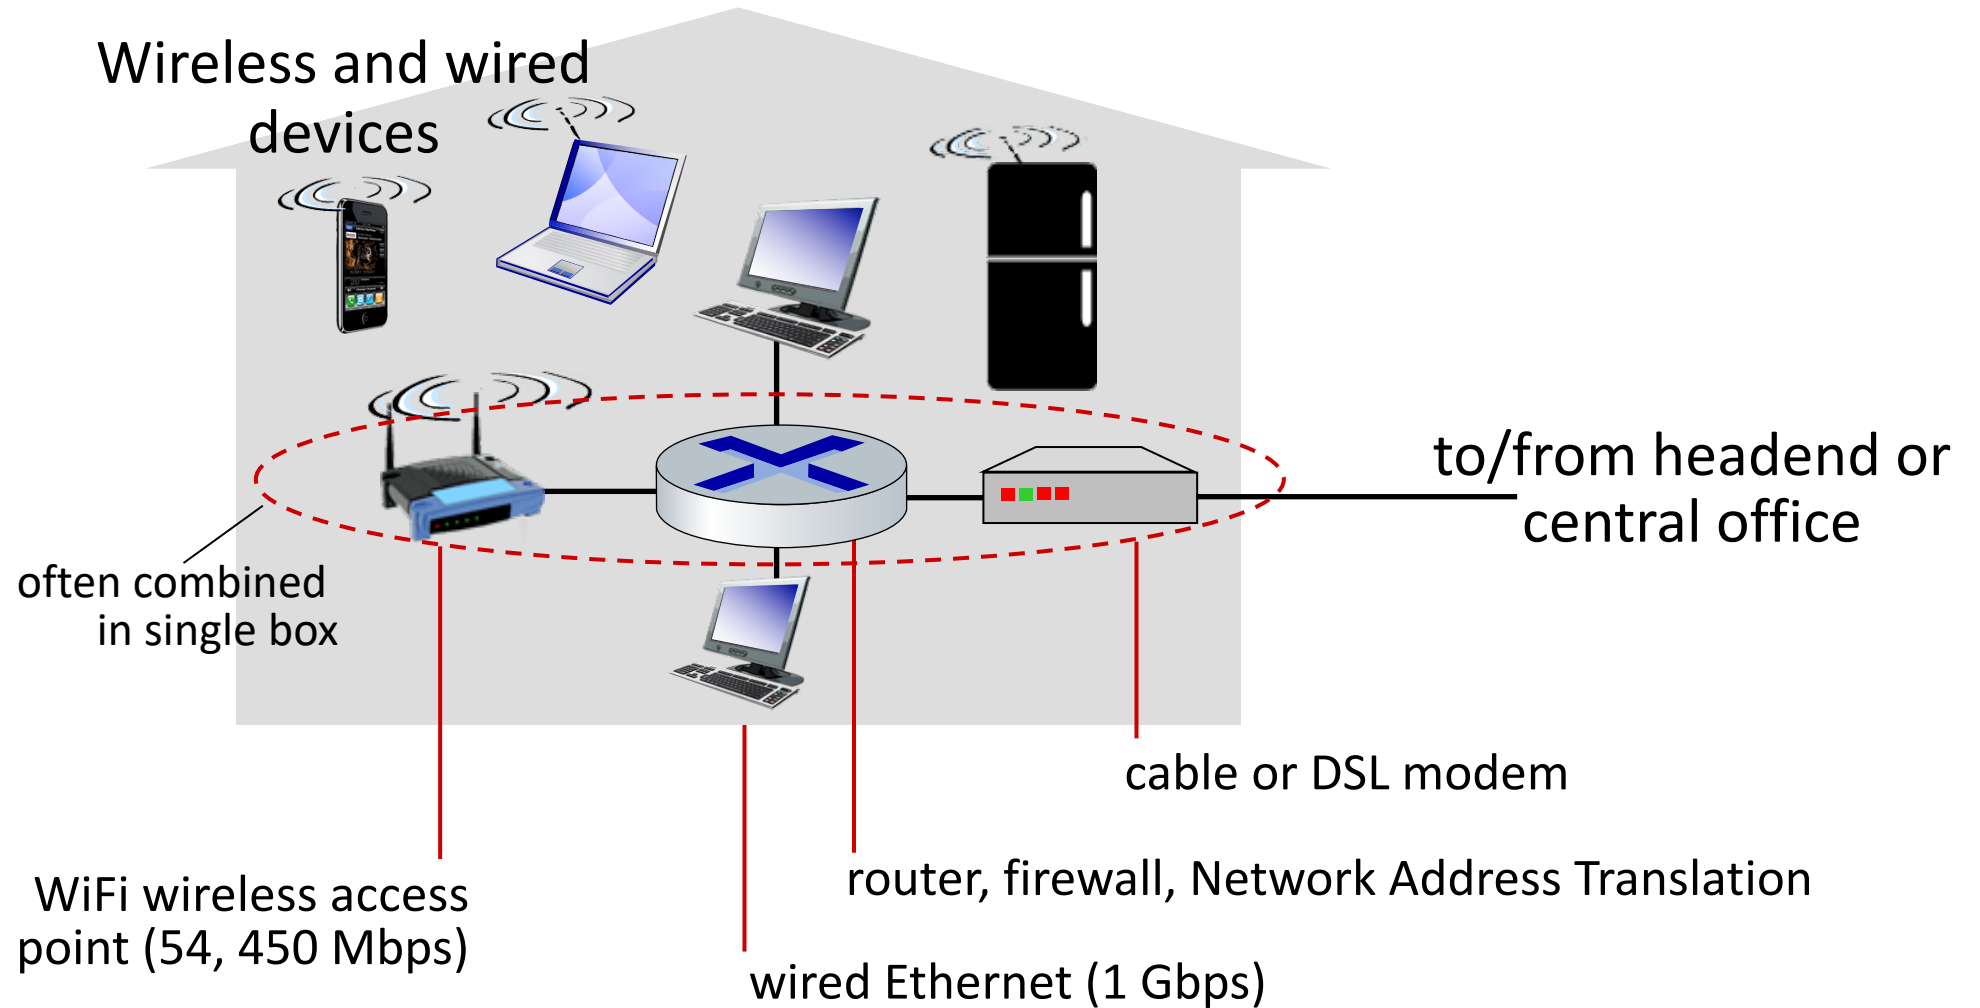 Wireless and wired
devices
to/from headend or
central office
often combined
in single box
cable or DSL modem
router, firewall, Network Address Translation
WiFi wireless access
point (54, 450 Mbps)
wired Ethernet (1 Gbps)